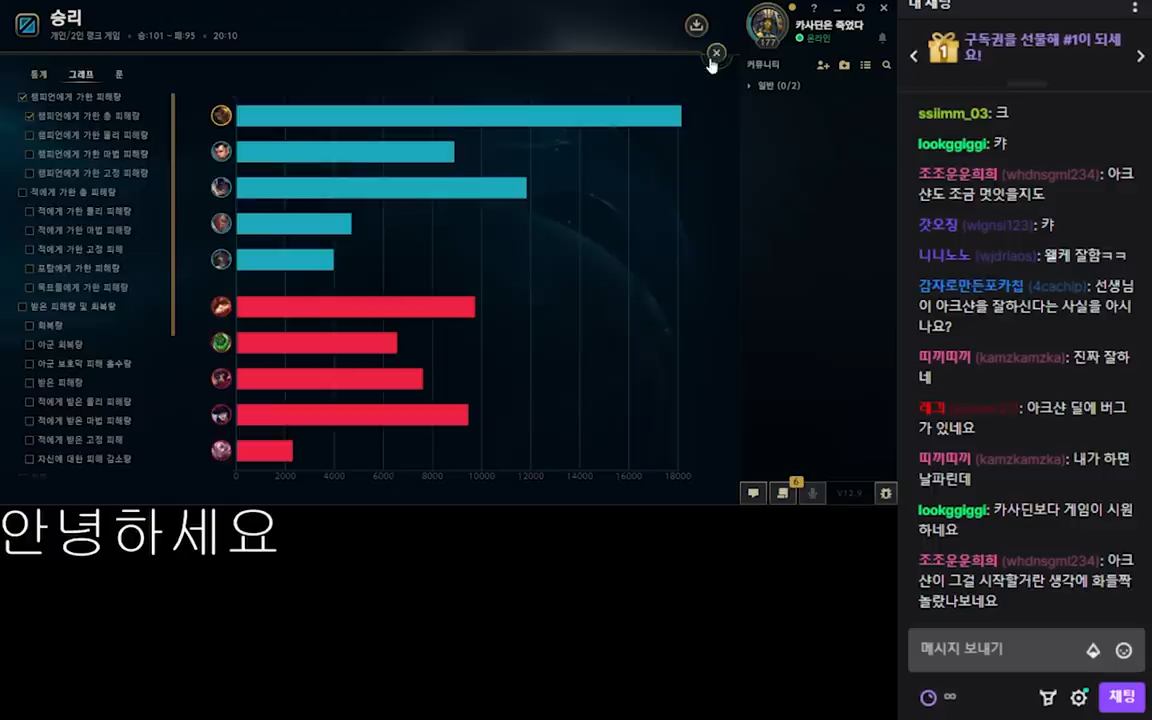 승리
개인/2인 랭크 게임 • 승:101 ~ 패:95 • 20:10
통계 그래프 룬
챔피언에게 가한 피해량
챔피언에게 가한 총 피해량
챔피언에게 가한 물리 피해량
챔피언에게 가한 마법 피해량
챔피언에게 가한 고정 피해량
적에게 가한 총 피해량
적에게 가한 물리 피해량
적에게 가한 마법 피해량
적에게 가한 고정 피해
포탑에게 가한 피해량
목표물에게 가한 피해량
받은 피해량 및 회복량
회복량
아군 회복량
아군 보호막 피해 흡수량
받은 피해량
적에게 받은 물리 피해량
적에게 받은 마법 피해량
적에게 받은 고정 피해
자신에 대한 피해 감소량
0 2000 4000 6000 8000 10000 12000 14000 16000 18000
카사딘은 죽었다
177
온라인
커뮤니티
일반 (0/2)
6
V12.9
안녕하세요
내 채팅
1
구독권을 선물해 #1이 되세
요!
ssiimm_03: 크
lookggiggi: 캬
조조운운희희 (whdnsgml234): 아크
샨도 조금 멋있을지도
갓오징 (wlgnsl123): 캬
니니노노 (wjdrlaos): 웰케 잘함ㅋㅋ
감자로만든포카칩 (4cachip): 선생님
이 아크샨을 잘하신다는 사실을 아시
나요?
띠끼띠끼 (kamzkamzka): 진짜 잘하
네
: 아크샨 딜에 버그
가 있네요
띠끼띠끼 (kamzkamzka): 내가 하면
날파린데
lookggiggi: 카사딘보다 게임이 시원
하네요
조조운운희희 (whdnsgml234): 아크
샨이 그걸 시작할거란 생각에 화들짝
놀랐나보네요
메시지 보내기
채팅